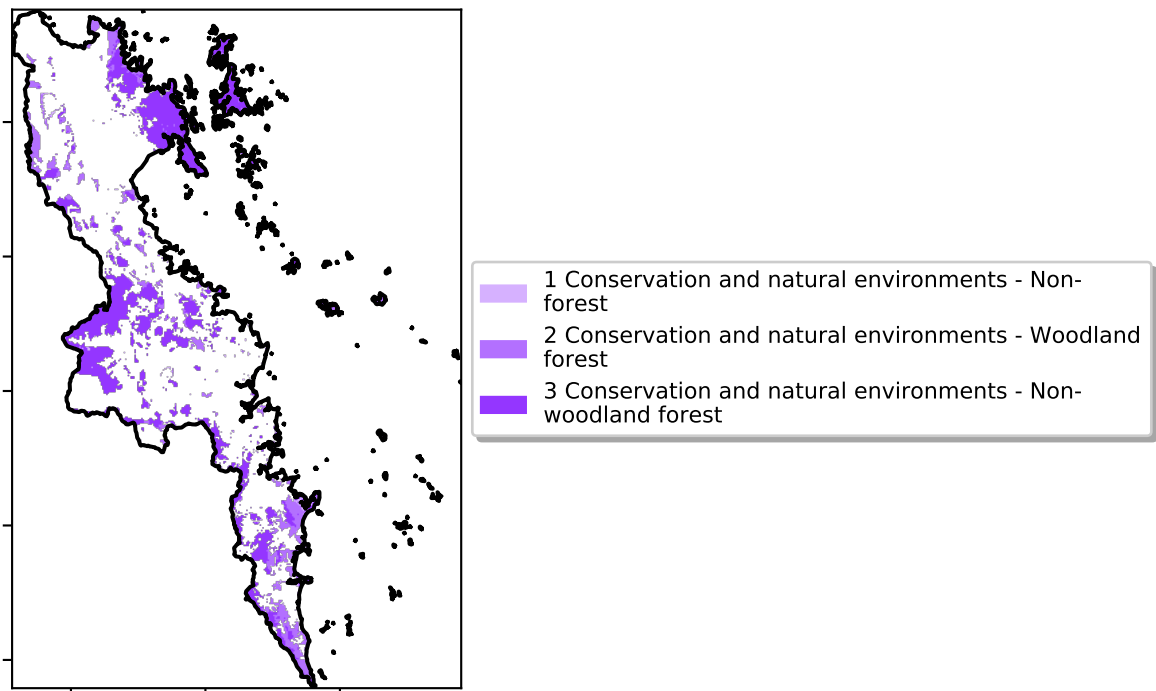 1 Conservation and natural environments - Non-
forest
2 Conservation and natural environments - Woodland
forest
3 Conservation and natural environments - Non-
woodland forest